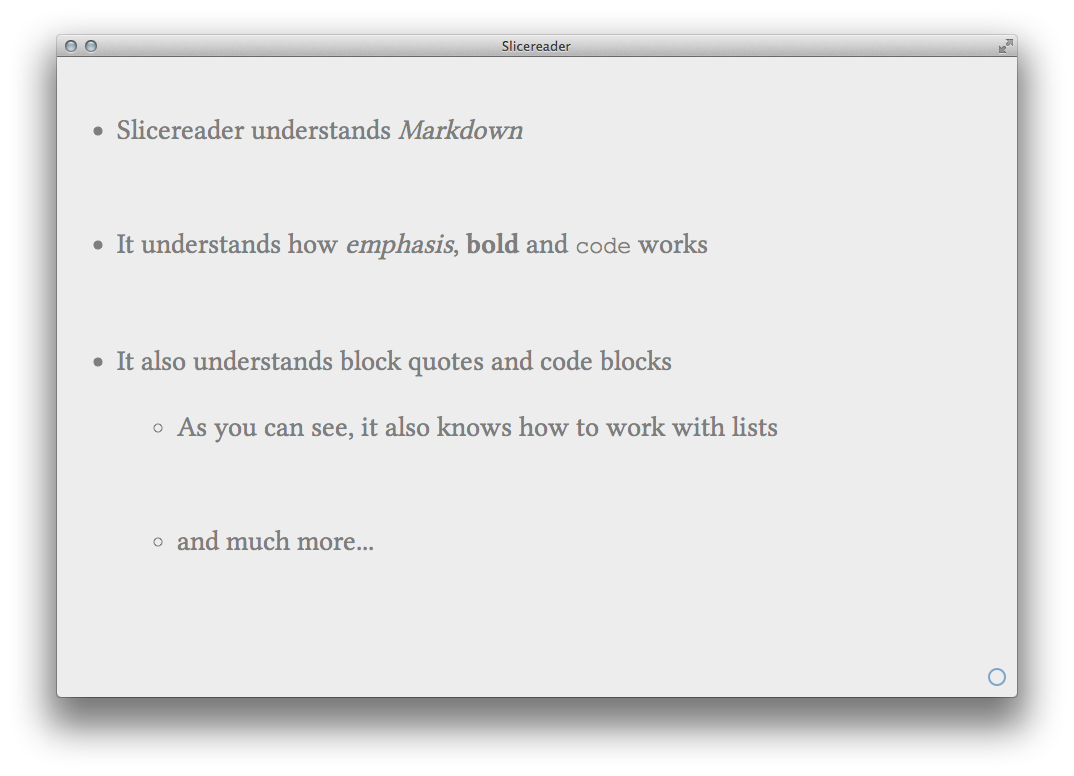 Slicereader
• Slicereader understands Markdown
• It understands how emphasis, bold and code works
• It also understands block quotes and code blocks
◦ As you can see, it also knows how to work with lists
◦ and much more...